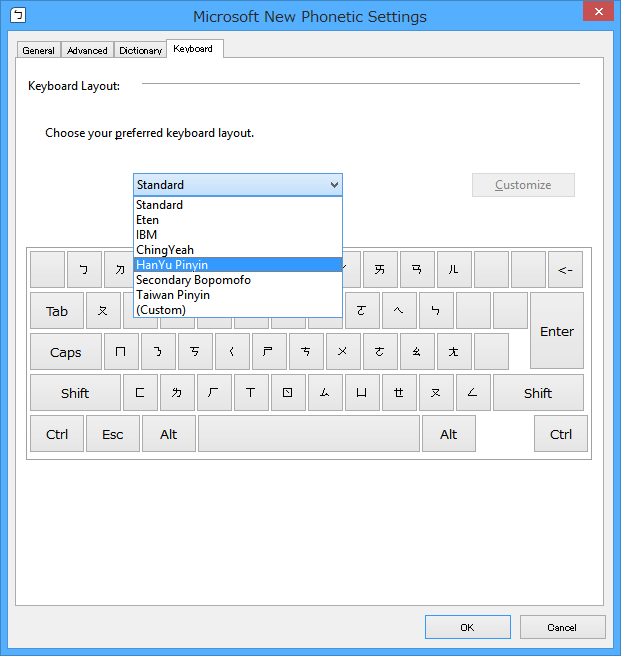 ㄅ
Microsoft New Phonetic Settings
General Advanced Dictionary Keyboard
Keyboard Layout:
Choose your preferred keyboard layout.
Standard
Customize
Standard
Eten
IBM
ChingYeah
HanYu Pinyin
Secondary Bopomofo
Taiwan Pinyin
(Custom)
ㄅ ㄉ ㄞ ㄢ ㄦ <-
Tab ㄆ ㄛ ㄟ ㄣ Enter
Caps ㄇ ㄋ ㄎ ㄑ ㄕ ㄘ ㄨ ㄜ ㄠ ㄤ
Shift ㄈ ㄌ ㄏ ㄒ ㄖ ㄙ ㄩ ㄝ ㄡ ㄥ Shift
Ctrl Esc Alt Alt Ctrl
OK Cancel